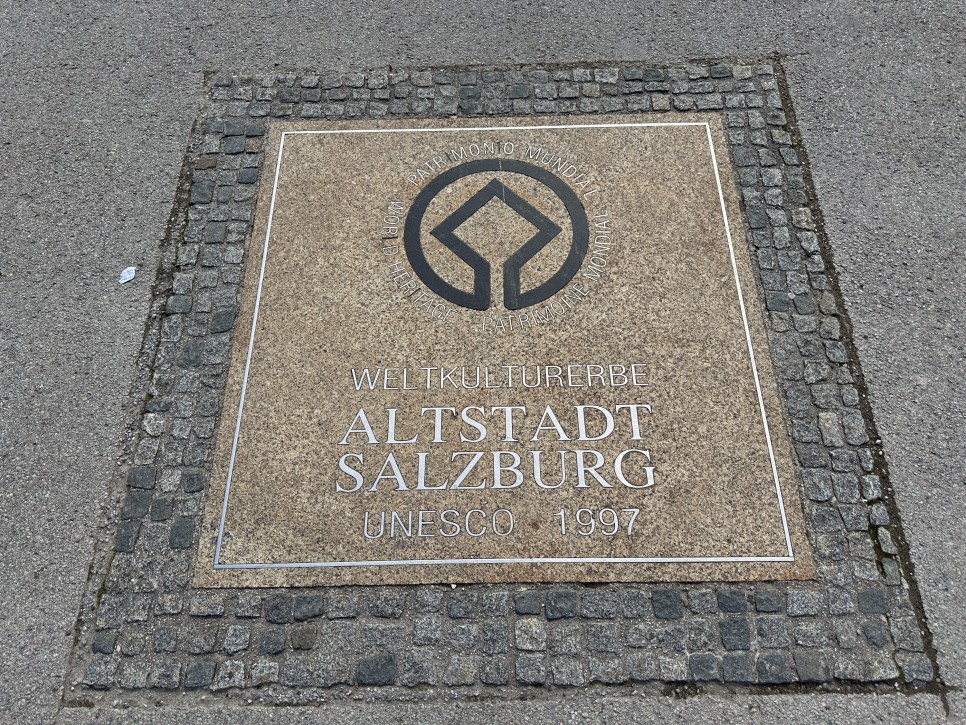 WORLD HERITAGE PATRIMONIO MUNDIAL PATRIMOINE MONDIAL
WELTKULTURERBE
ALTSTADT
SALZBURG
UNESCO 1997